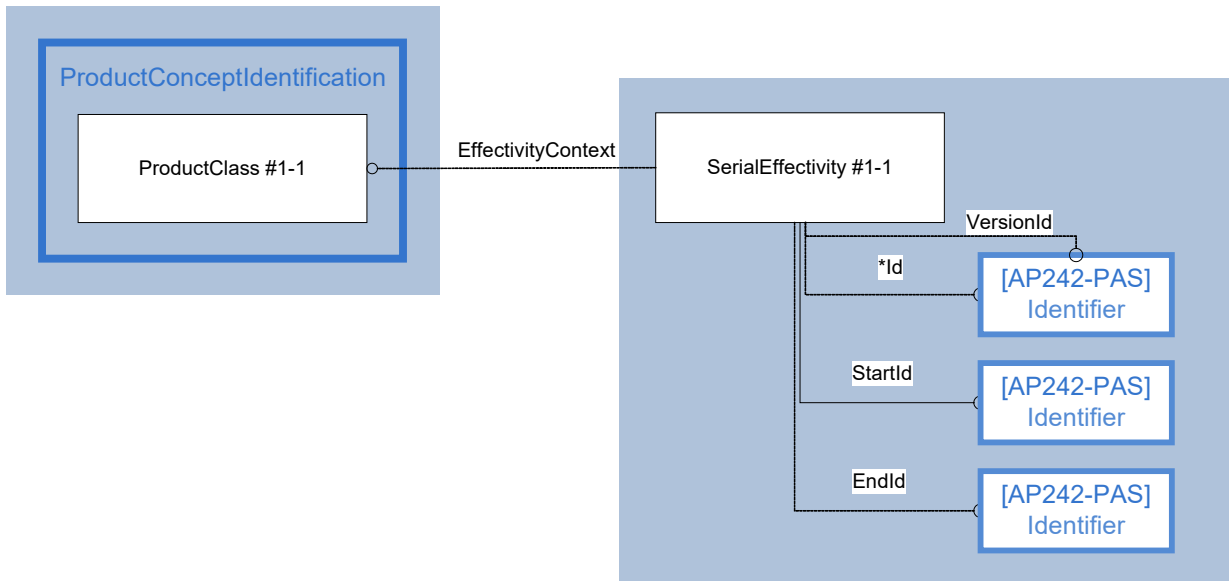 ProductConceptIdentification
ProductClass #1-1
EffectivityContext
SerialEffectivity #1-1
VersionId
*Id
[AP242-PAS]
Identifier
StartId
[AP242-PAS]
Identifier
EndId
[AP242-PAS]
Identifier